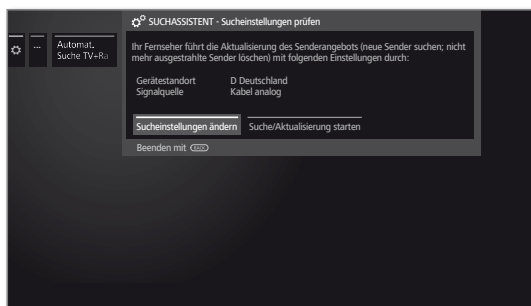 SUCHASSISTENT - Sucheinstellungen prüfen
...
Automat.
Suche TV+Ra
Ihr Fernseher führt die Aktualisierung des Senderangebots (neue Sender suchen; nicht
mehr ausgestrahlte Sender löschen) mit folgenden Einstellungen durch:
Gerätestandort D Deutschland
Signalquelle Kabel analog
Sucheinstellungen ändern Suche/Aktualisierung starten
Beenden mit BACK